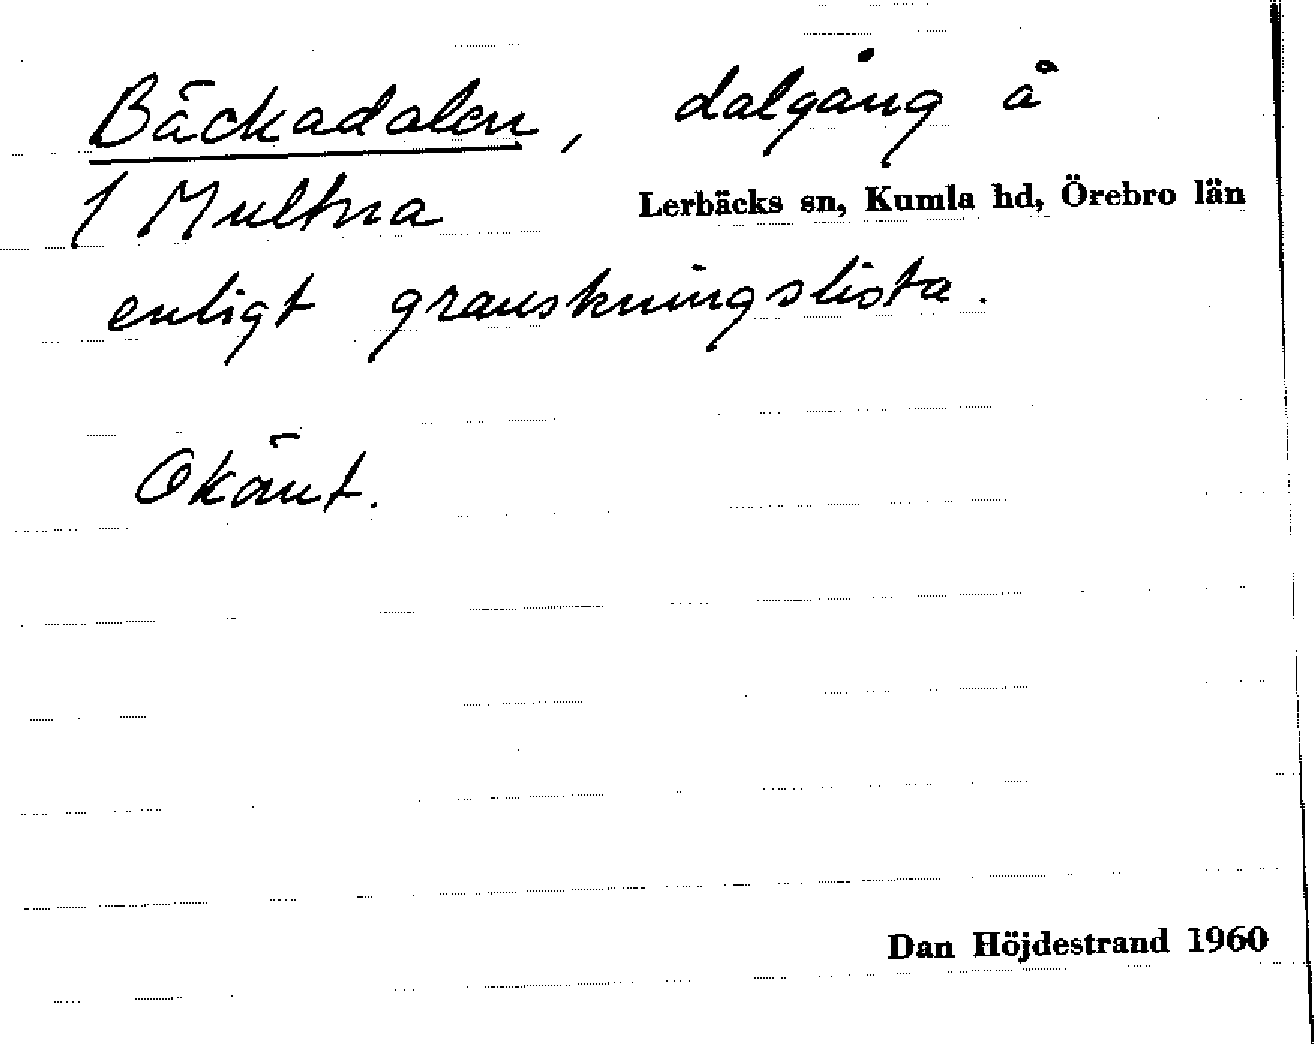 Bäckadalen, dalgång å
1 Multna
Lerbäcks sn, Kumla hd, Örebro län
enligt granskningslista.
Okänt.
Dan Höjdestrand 1960